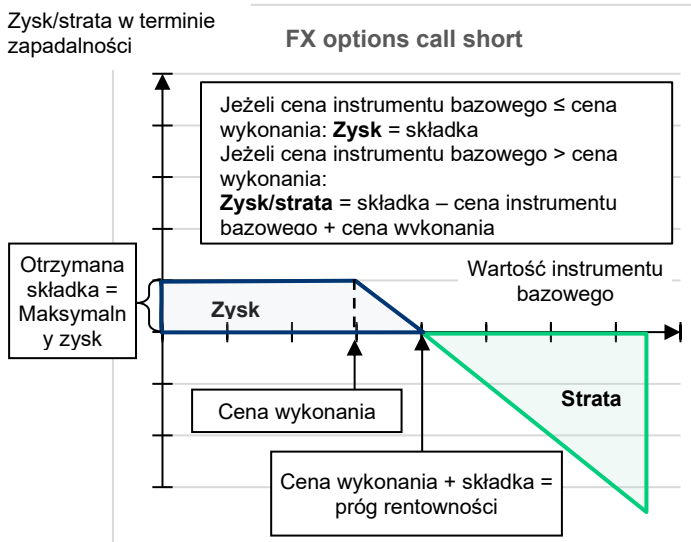 Zysk/strata w terminie
zapadalności
FX options call short
Jeżeli cena instrumentu bazowego ≤ cena
wykonania: Zysk = składka
Jeżeli cena instrumentu bazowego > cena
wykonania:
Zysk/strata = składka – cena instrumentu
bazowego + cena wykonania
Otrzymana
składka =
Maksymaln
y zysk
Wartość instrumentu
bazowego
Zysk
Cena wykonania
Strata
Cena wykonania + składka =
próg rentowności